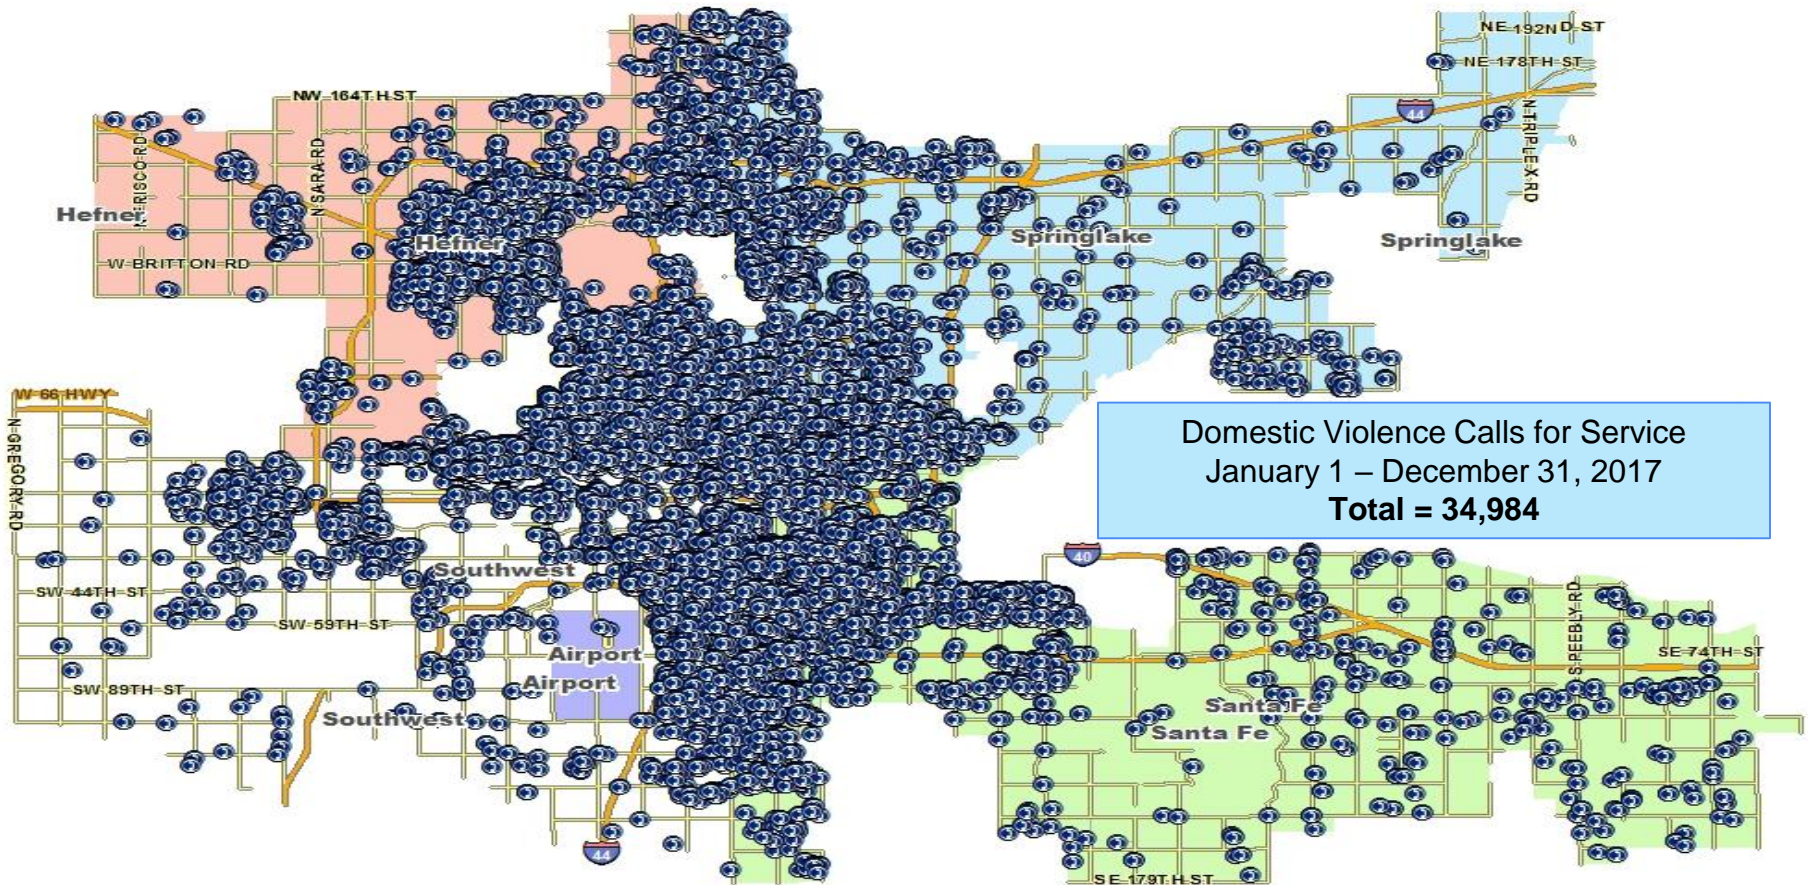 NE 192ND ST
NE 178TH ST
NW 164TH ST
44
N TRIPLE X RD
N FRISCO RD
N SARA RD
Hefner
Hefner
Springlake
Springlake
W BRITTON RD
W 66 HWY
N GREGORY RD
Domestic Violence Calls for Service
January 1 – December 31, 2017
Total = 34,984
40
Southwest
SW 44TH ST
SW 59TH ST
S PEEBLY RD
Airport
SE 74TH ST
Airport
SW 89TH ST
Santa Fe
Southwest
Santa Fe
44
SE 179TH ST